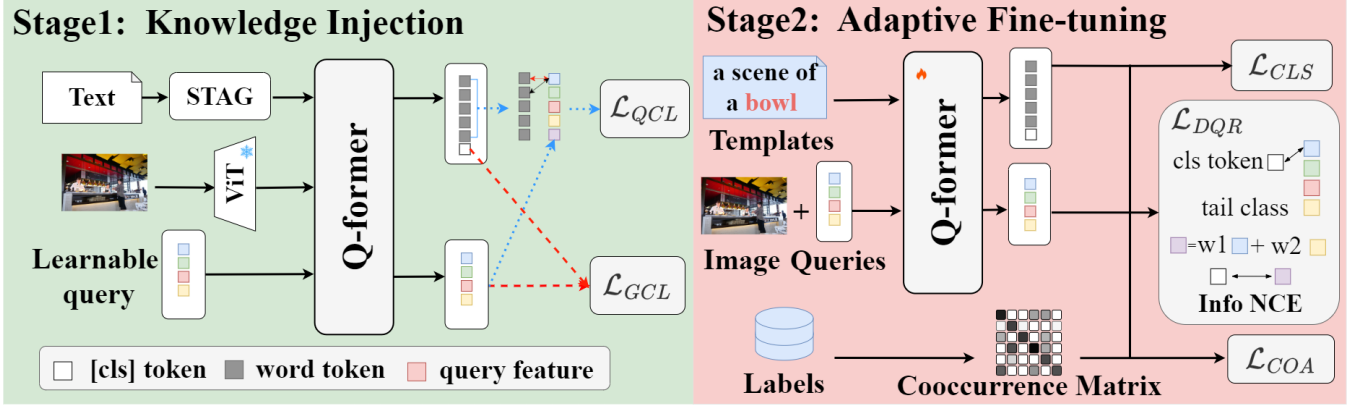 Stage1: Knowledge Injection
Text
STAG
ViT
Learnable
query
Q-former
L_QCL
L_GCL
[cls] token
word token
query feature
Stage2: Adaptive Fine-tuning
a scene of
a bowl
Templates
+
Image Queries
Q-former
Labels
Cooccurrence Matrix
L_CLS
L_DQR
cls token
tail class
=w1 + w2
Info NCE
L_COA